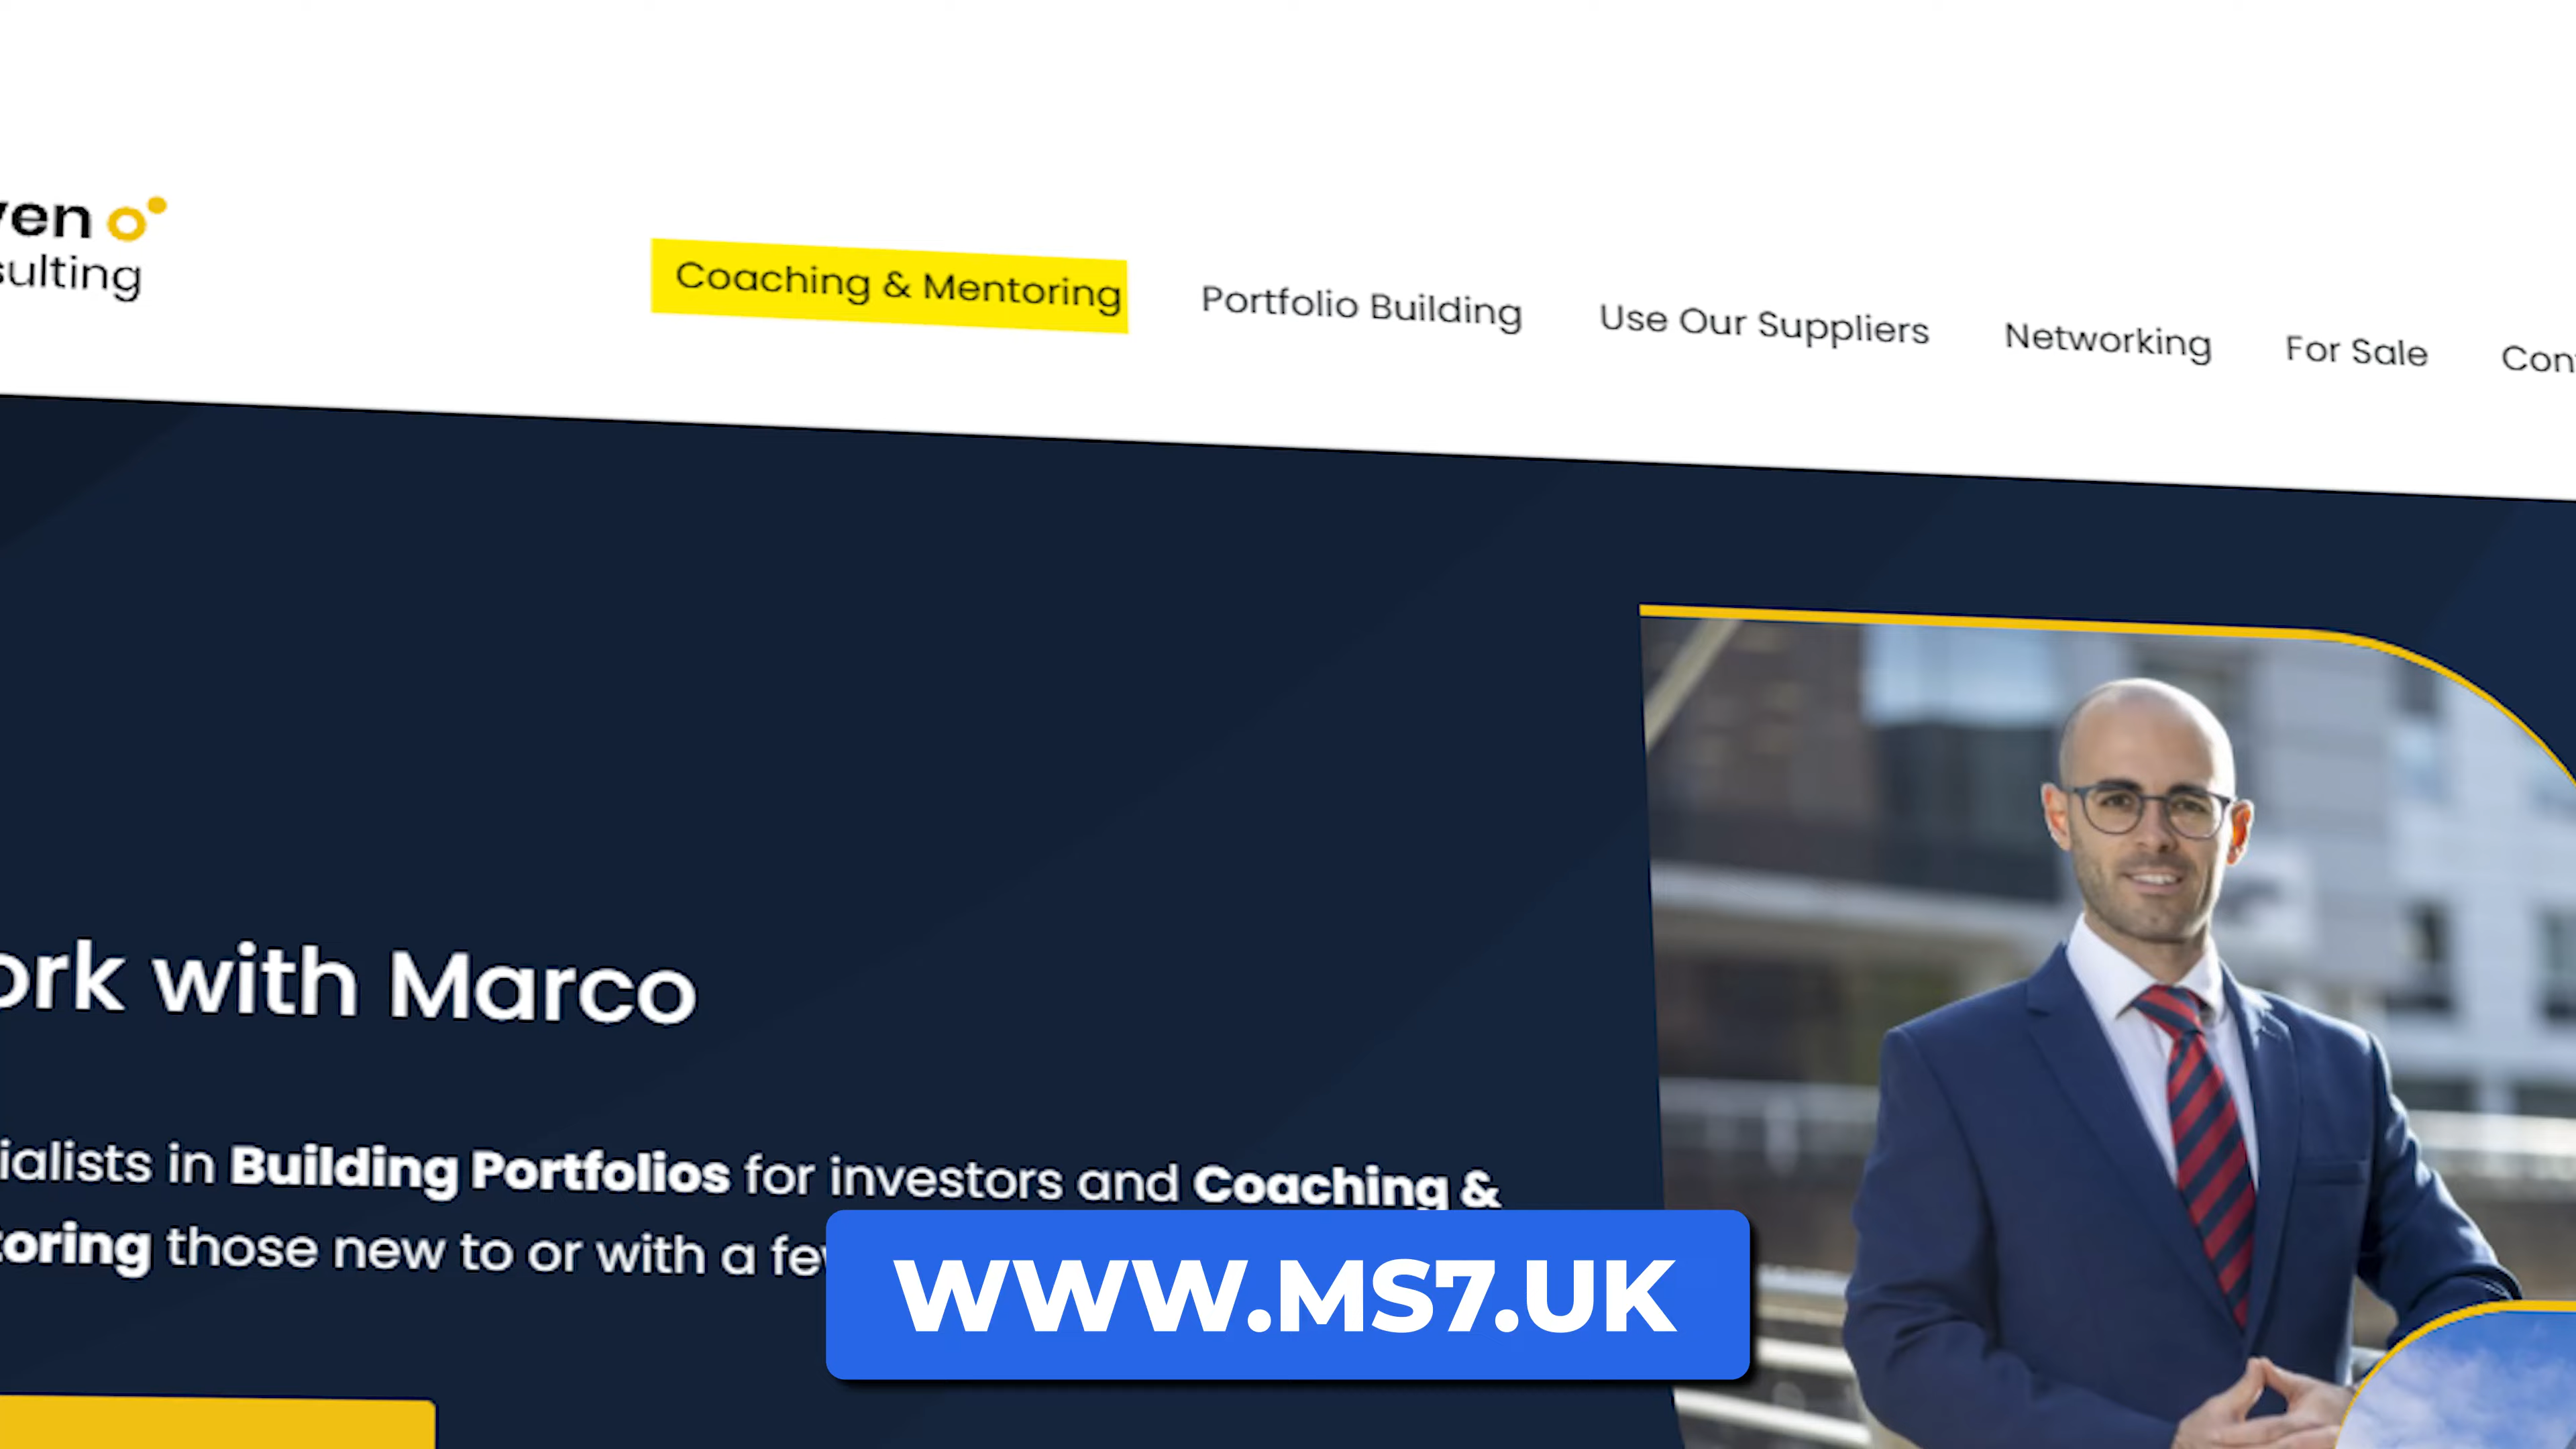 ven
sulting
Coaching & Mentoring
Portfolio Building
Use Our Suppliers
Networking
For Sale
Con
ork with Marco
ialists in Building Portfolios for investors and Coaching &
toring those new to or with a few
WWW.MS7.UK